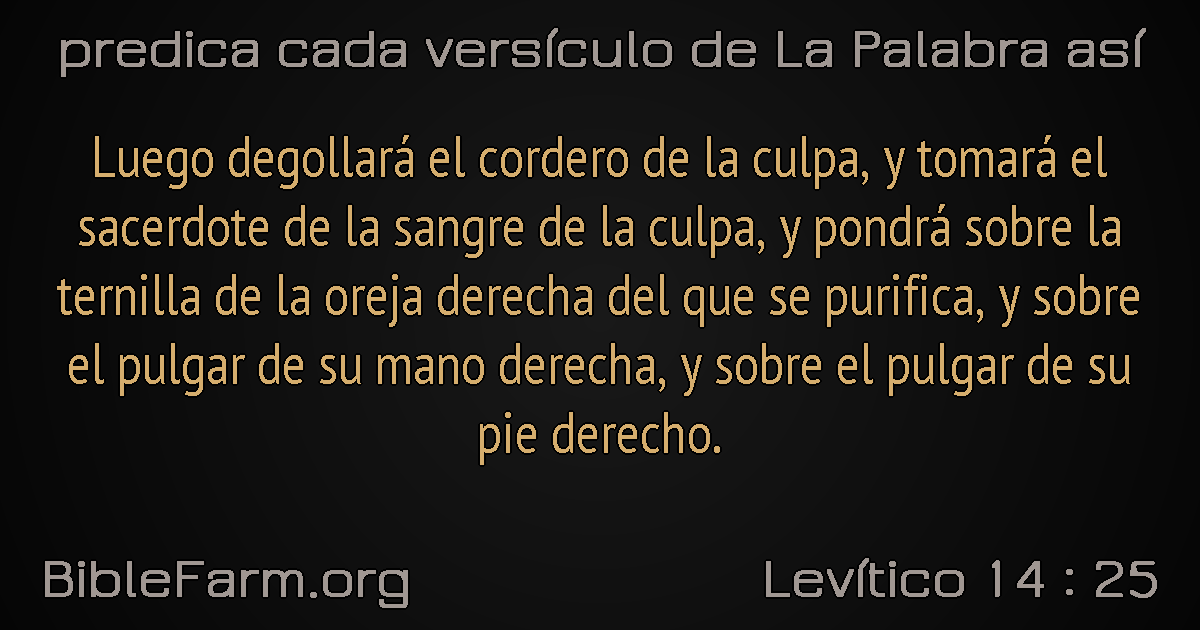 predica cada versículo de La Palabra así
Luego degollará el cordero de la culpa, y tomará el
sacerdote de la sangre de la culpa, y pondrá sobre la
ternilla de la oreja derecha del que se purifica, y sobre
el pulgar de su mano derecha, y sobre el pulgar de su
pie derecho.
BibleFarm.org
Levítico 14 : 25